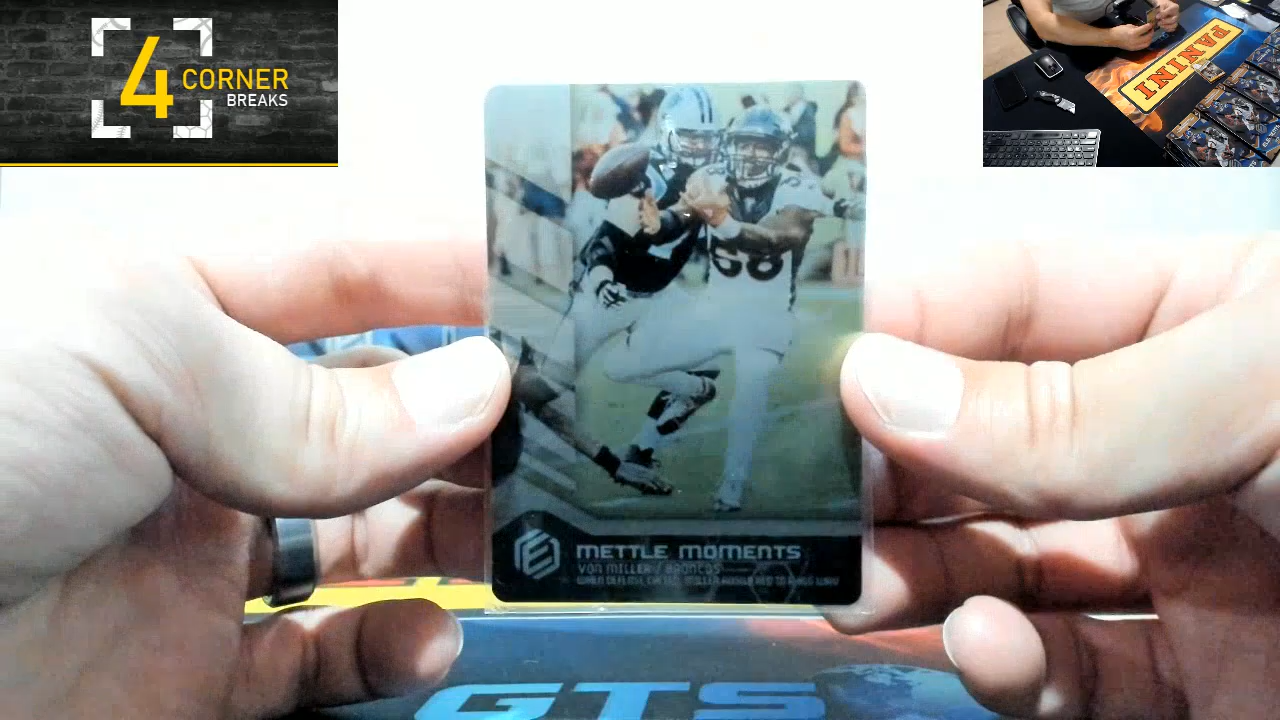 4
CORNER
BREAKS
PANINI
58
METTLE MOMENTS
VON MILLER / BRONCOS
GTS